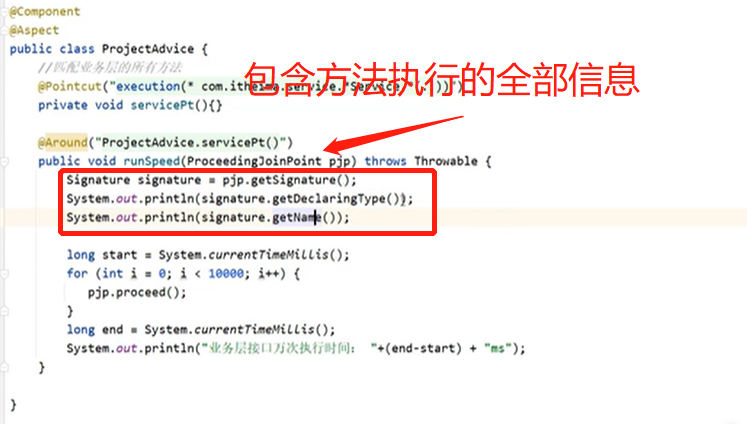 @Component
@Aspect
public class ProjectAdvice {
//匹配业务层的所有方法
@Pointcut("execution(* com.itheima.service.*Service.*(..))")
包含方法执行的全部信息
private void servicePt(){}
@Around("ProjectAdvice.servicePt()")
public void runSpeed(ProceedingJoinPoint pjp) throws Throwable {
Signature signature = pjp.getSignature();
System.out.println(signature.getDeclaringType());
System.out.println(signature.getName());
long start = System.currentTimeMillis();
for (int i = 0; i < 10000; i++) {
pjp.proceed();
}
long end = System.currentTimeMillis();
System.out.println("业务层接口万次执行时间: "+(end-start) + "ms");
}
}